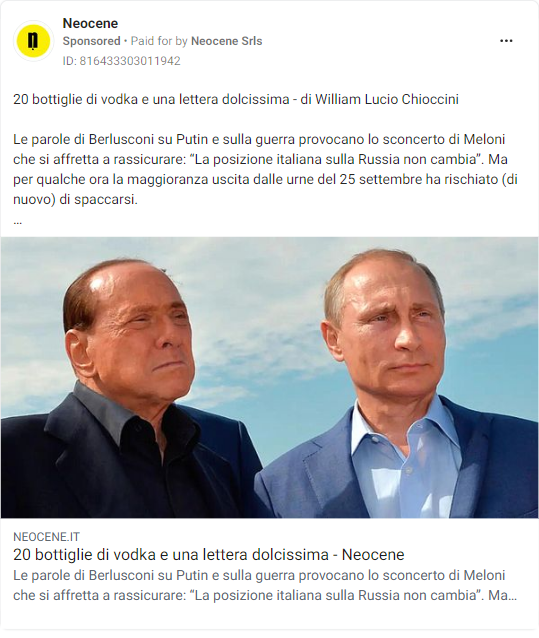 Neocene
Sponsored • Paid for by Neocene Srls
ID: 816433303011942
20 bottiglie di vodka e una lettera dolcissima - di William Lucio Chioccini
Le parole di Berlusconi su Putin e sulla guerra provocano lo sconcerto di Meloni
che si affretta a rassicurare: “La posizione italiana sulla Russia non cambia”. Ma
per qualche ora la maggioranza uscita dalle urne del 25 settembre ha rischiato (di
nuovo) di spaccarsi.
...
NEOCENE.IT
20 bottiglie di vodka e una lettera dolcissima - Neocene
Le parole di Berlusconi su Putin e sulla guerra provocano lo sconcerto di Meloni
che si affretta a rassicurare: “La posizione italiana sulla Russia non cambia”. Ma...